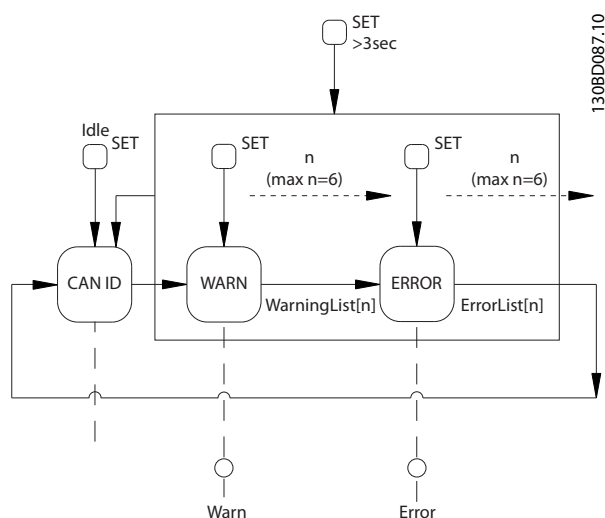 SET
>3sec
130BD087.10
Idle
SET
SET
n
(max n=6)
SET
n
(max n=6)
CAN ID
WARN
WarningList[n]
ERROR
ErrorList[n]
Warn
Error